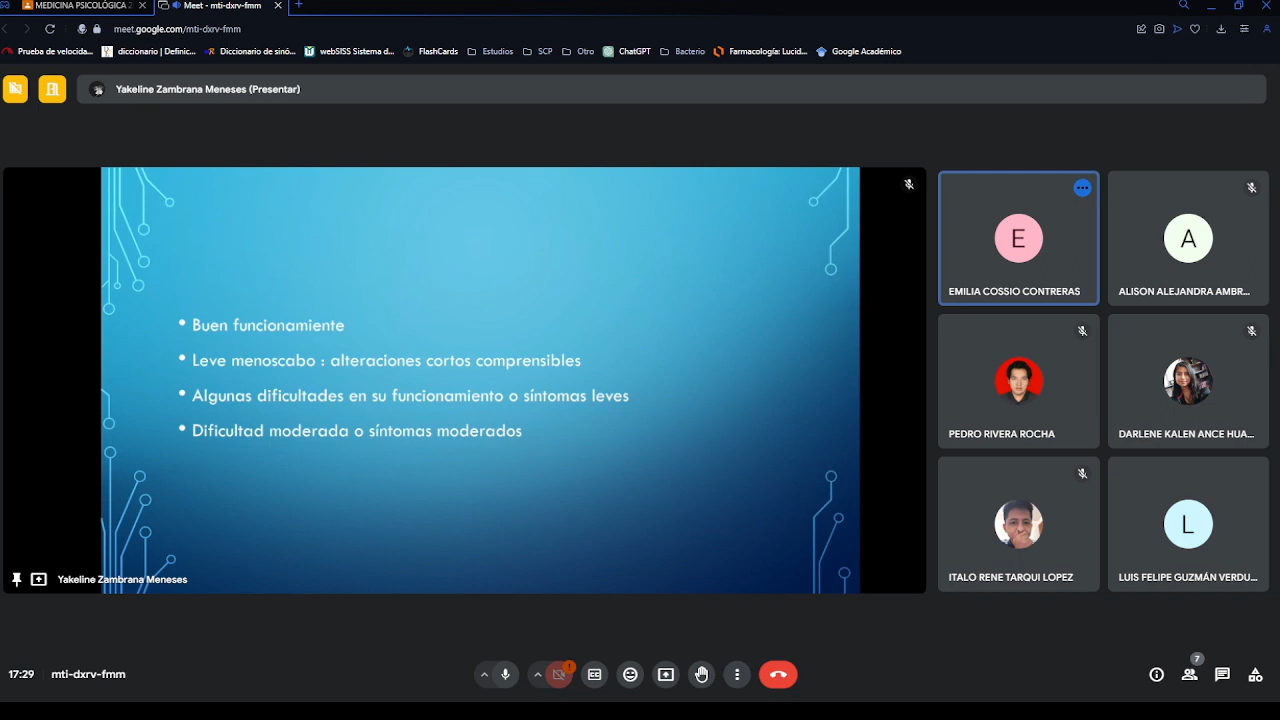 MEDICINA PSICOLÓGICA 2
Meet - mti-dxrv-fmm
meet.google.com/mti-dxrv-fmm
Prueba de velocida...
diccionario | Definic...
Diccionario de sinó...
webSISS Sistema d...
FlashCards
Estudios
SCP
Otro
ChatGPT
Bacterio
Farmacología: Lucid...
Google Académico
Yakeline Zambrana Meneses (Presentar)
• Buen funcionamiente
• Leve menoscabo : alteraciones cortos comprensibles
• Algunas dificultades en su funcionamiento o síntomas leves
• Dificultad moderada o síntomas moderados
Yakeline Zambrana Meneses
E
EMILIA COSSIO CONTRERAS
A
ALISON ALEJANDRA AMBR...
PEDRO RIVERA ROCHA
DARLENE KALEN ANCE HUA...
ITALO RENE TARQUI LOPEZ
L
LUIS FELIPE GUZMÁN VERDU...
17:29
mti-dxrv-fmm
7